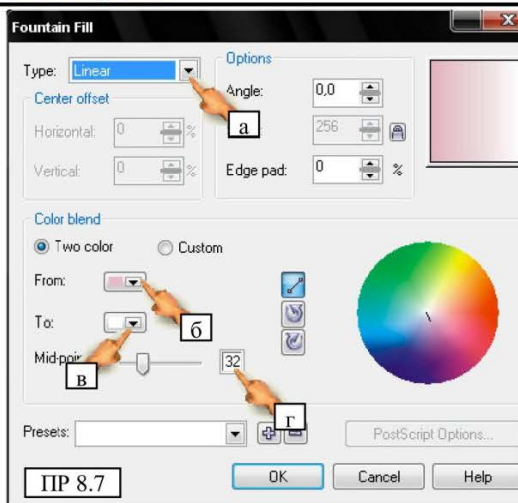 Fountain Fill
Type: Linear
Options
Angle: 0,0
а
256
Edge pad: 0 %
Center offset
Horizontal: 0 %
Vertical: 0 %
Color blend
Two color Custom
From:
б
To:
в
32
г
Presets:
PostScript Options...
ПР 8.7
OK Cancel Help